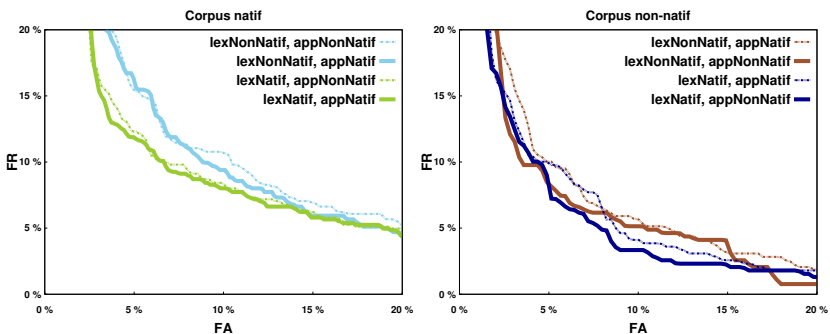 Corpus natif
20 %
15 %
10 %
5 %
0 %
FR
lexNonNatif, appNonNatif
lexNonNatif, appNatif
lexNatif, appNonNatif
lexNatif, appNatif
0 %
5 %
10 %
15 %
20 %
FA
Corpus non-natif
20 %
15 %
10 %
5 %
0 %
FR
lexNonNatif, appNatif
lexNonNatif, appNonNatif
lexNatif, appNatif
lexNatif, appNonNatif
0 %
5 %
10 %
15 %
20 %
FA